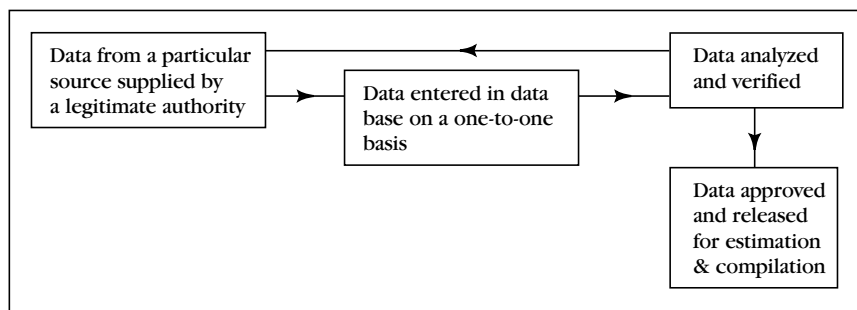 Data from a particular
source supplied by
a legitimate authority
Data entered in data
base on a one-to-one
basis
Data analyzed
and verified
Data approved
and released
for estimation
& compilation